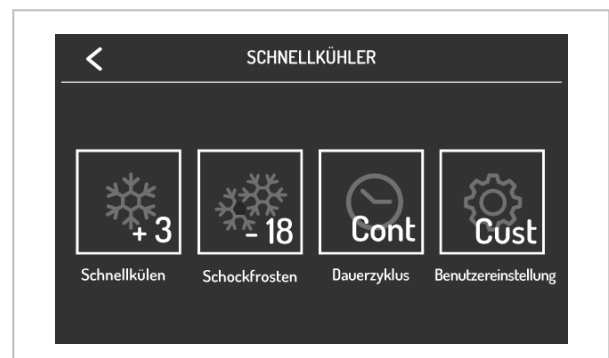 SCHNELLKÜHLER
+ 3 - 18 Cont Cust
Schnellkülen Schockfrosten Dauerzyklus Benutzereinstellung